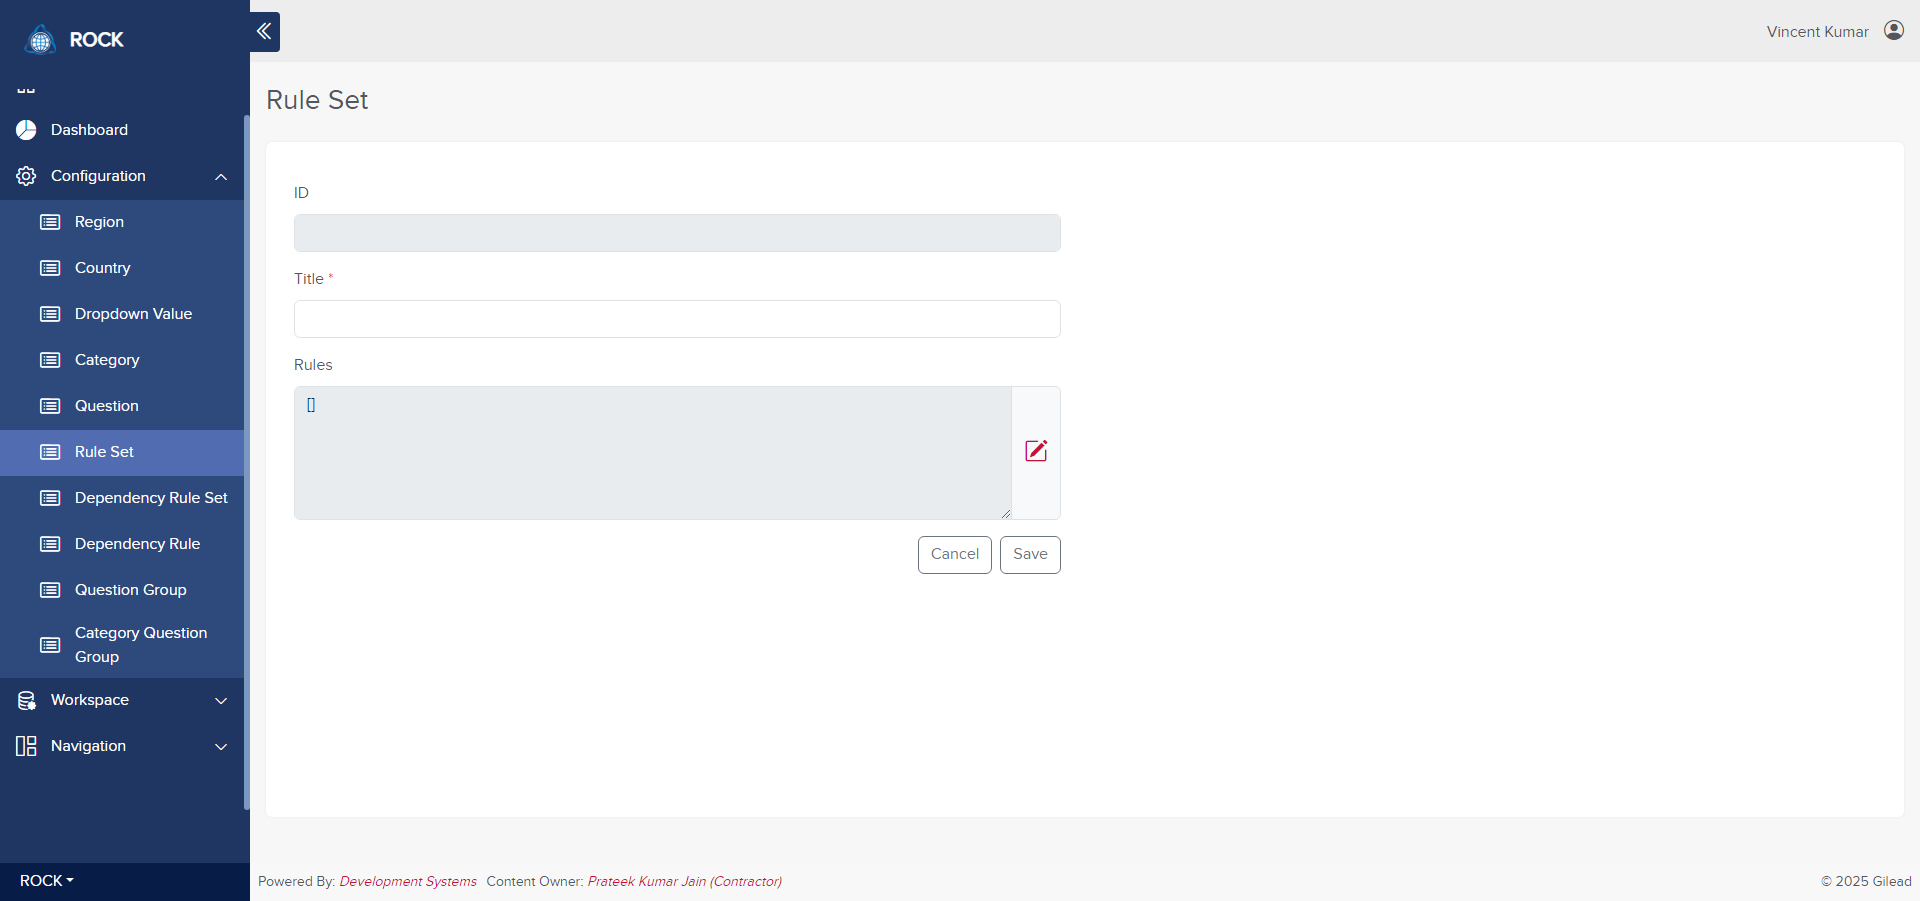 ROCK
Vincent Kumar
Dashboard
Configuration
Region
Country
Dropdown Value
Category
Question
Rule Set
Dependency Rule Set
Dependency Rule
Question Group
Category Question
Group
Workspace
Navigation
ROCK
Rule Set
ID
Title *
Rules
[]
Cancel
Save
Powered By: Development Systems Content Owner: Prateek Kumar Jain (Contractor)
© 2025 Gilead